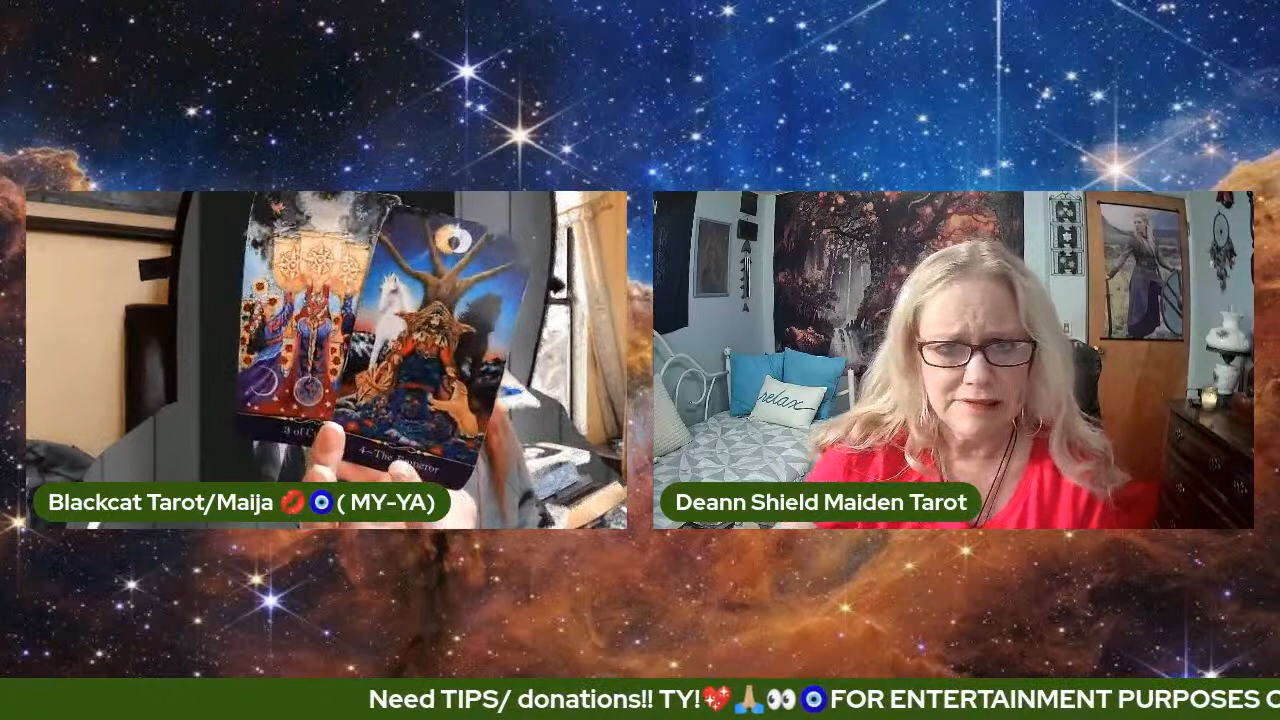 3 of
4—The Emperor
relax
Blackcat Tarot/Maija 💋🧿( MY-YA)
Deann Shield Maiden Tarot
Need TIPS/ donations!! TY!💖🙏🏼👀🧿FOR ENTERTAINMENT PURPOSES